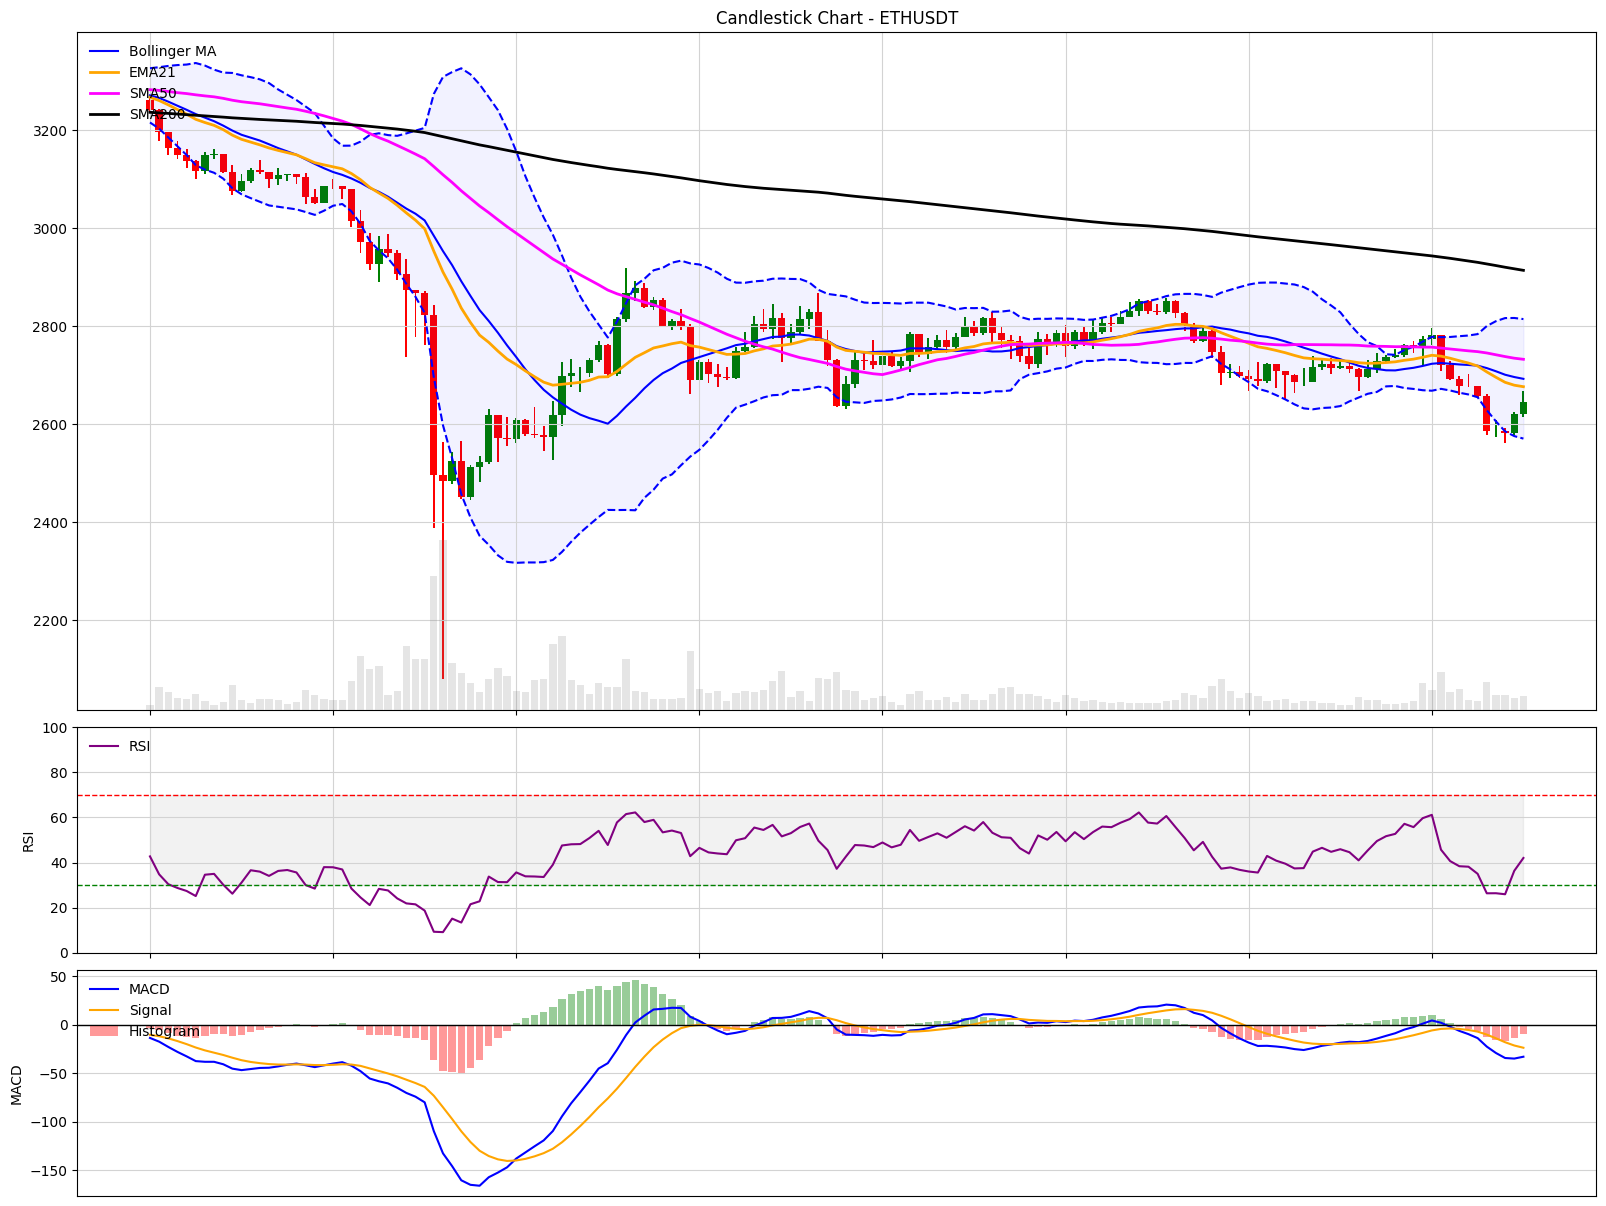 Candlestick Chart - ETHUSDT
Bollinger MA
EMA21
SMA50
SMA200
3200
3000
2800
2600
2400
2200
RSI
100
80
60
40
20
0
RSI
MACD
Signal
Histogram
50
0
−50
−100
−150
MACD